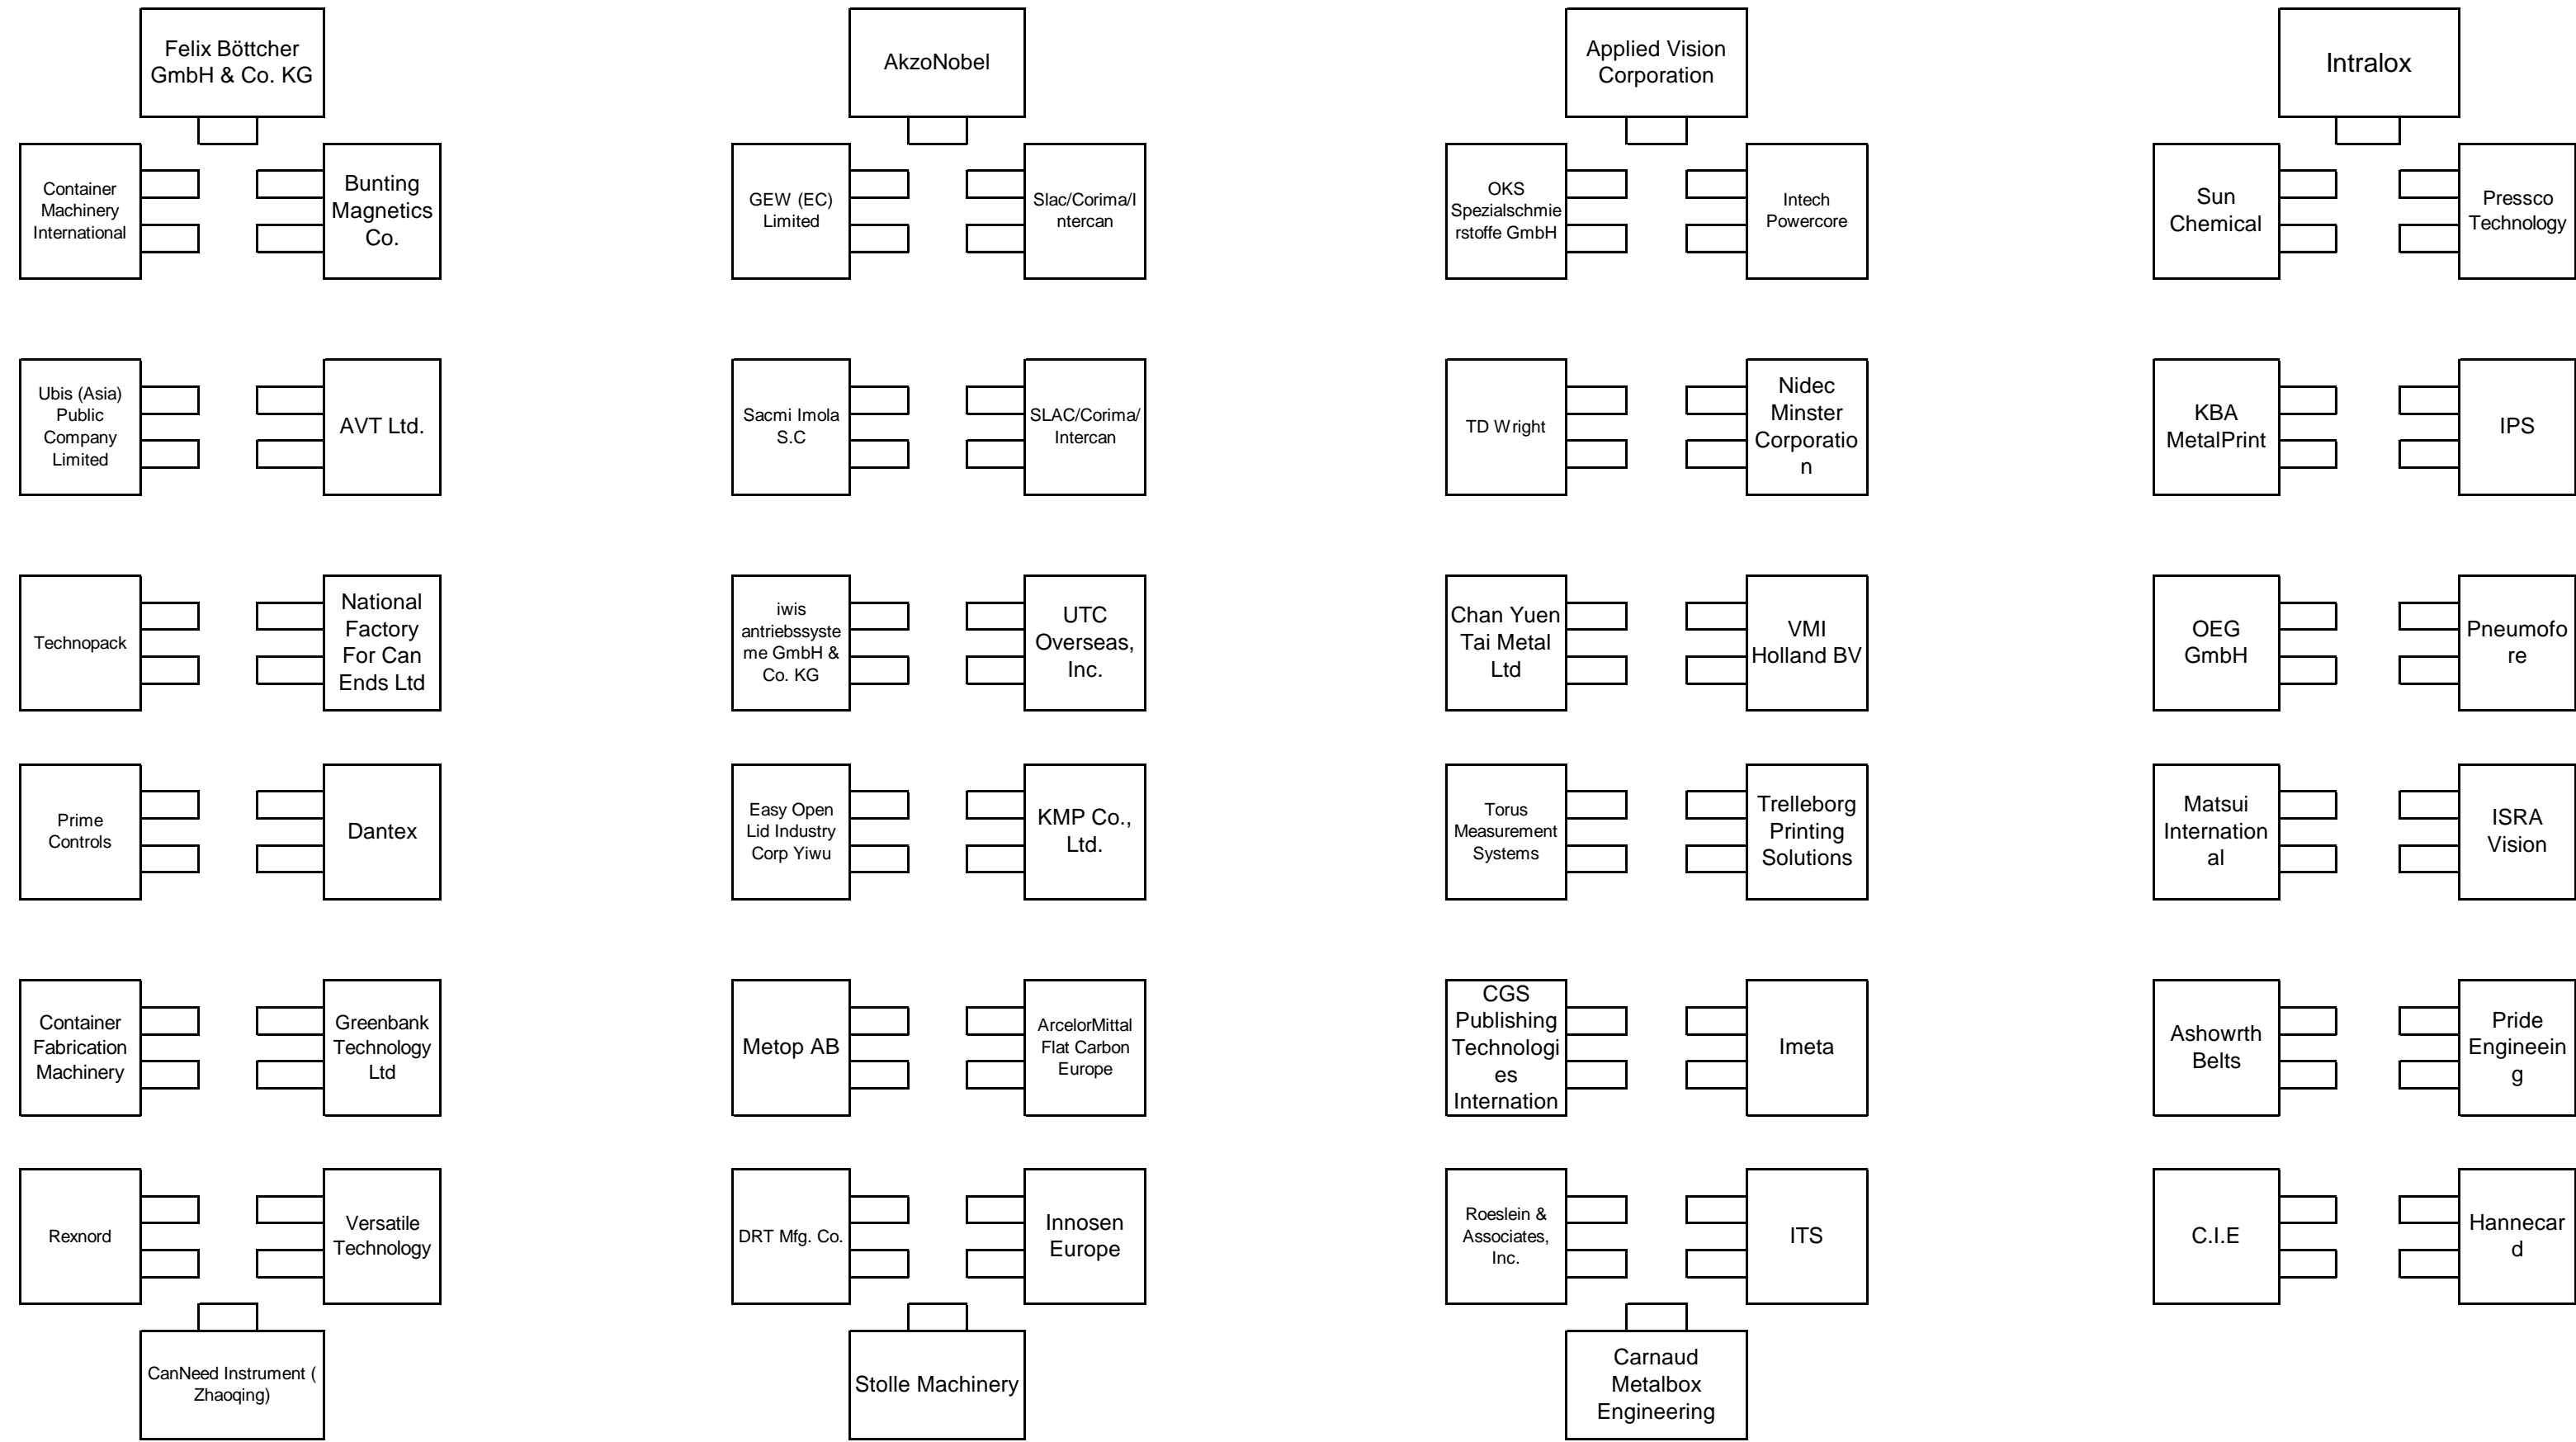 Felix Böttcher
GmbH & Co. KG
AkzoNobel
Applied Vision
Corporation
Intralox
Container
Machinery
International
Bunting
Magnetics
Co.
GEW (EC)
Limited
Slac/Corima/I
ntercan
OKS
Spezialschmie
rstoffe GmbH
Intech
Powercore
Sun
Chemical
Pressco
Technology
Ubis (Asia)
Public
Company
Limited
AVT Ltd.
Sacmi Imola
S.C
SLAC/Corima/
Intercan
TD Wright
Nidec
Minster
Corporatio
n
KBA
MetalPrint
IPS
Technopack
National
Factory
For Can
Ends Ltd
iwis
antriebssyste
me GmbH &
Co. KG
UTC
Overseas,
Inc.
Chan Yuen
Tai Metal
Ltd
VMI
Holland BV
OEG
GmbH
Pneumofo
re
Prime
Controls
Dantex
Easy Open
Lid Industry
Corp Yiwu
KMP Co.,
Ltd.
Torus
Measurement
Systems
Trelleborg
Printing
Solutions
Matsui
Internation
al
ISRA
Vision
Container
Fabrication
Machinery
Greenbank
Technology
Ltd
Metop AB
ArcelorMittal
Flat Carbon
Europe
CGS
Publishing
Technologi
es
Internation
Imeta
Ashowrth
Belts
Pride
Engineein
g
Rexnord
Versatile
Technology
DRT Mfg. Co.
Innosen
Europe
Roeslein &
Associates,
Inc.
ITS
C.I.E
Hannecar
d
CanNeed Instrument (
Zhaoqing)
Stolle Machinery
Carnaud
Metalbox
Engineering